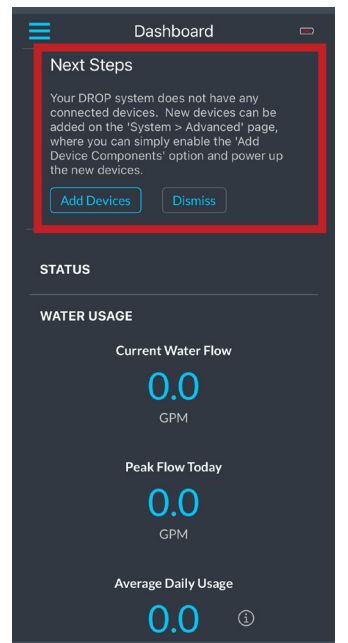 Dashboard
Next Steps
Your DROP system does not have any
connected devices. New devices can be
added on the 'System > Advanced' page,
where you can simply enable the 'Add
Device Components' option and power up
the new devices.
Add Devices
Dismiss
STATUS
WATER USAGE
Current Water Flow
0.0
GPM
Peak Flow Today
0.0
GPM
Average Daily Usage
0.0